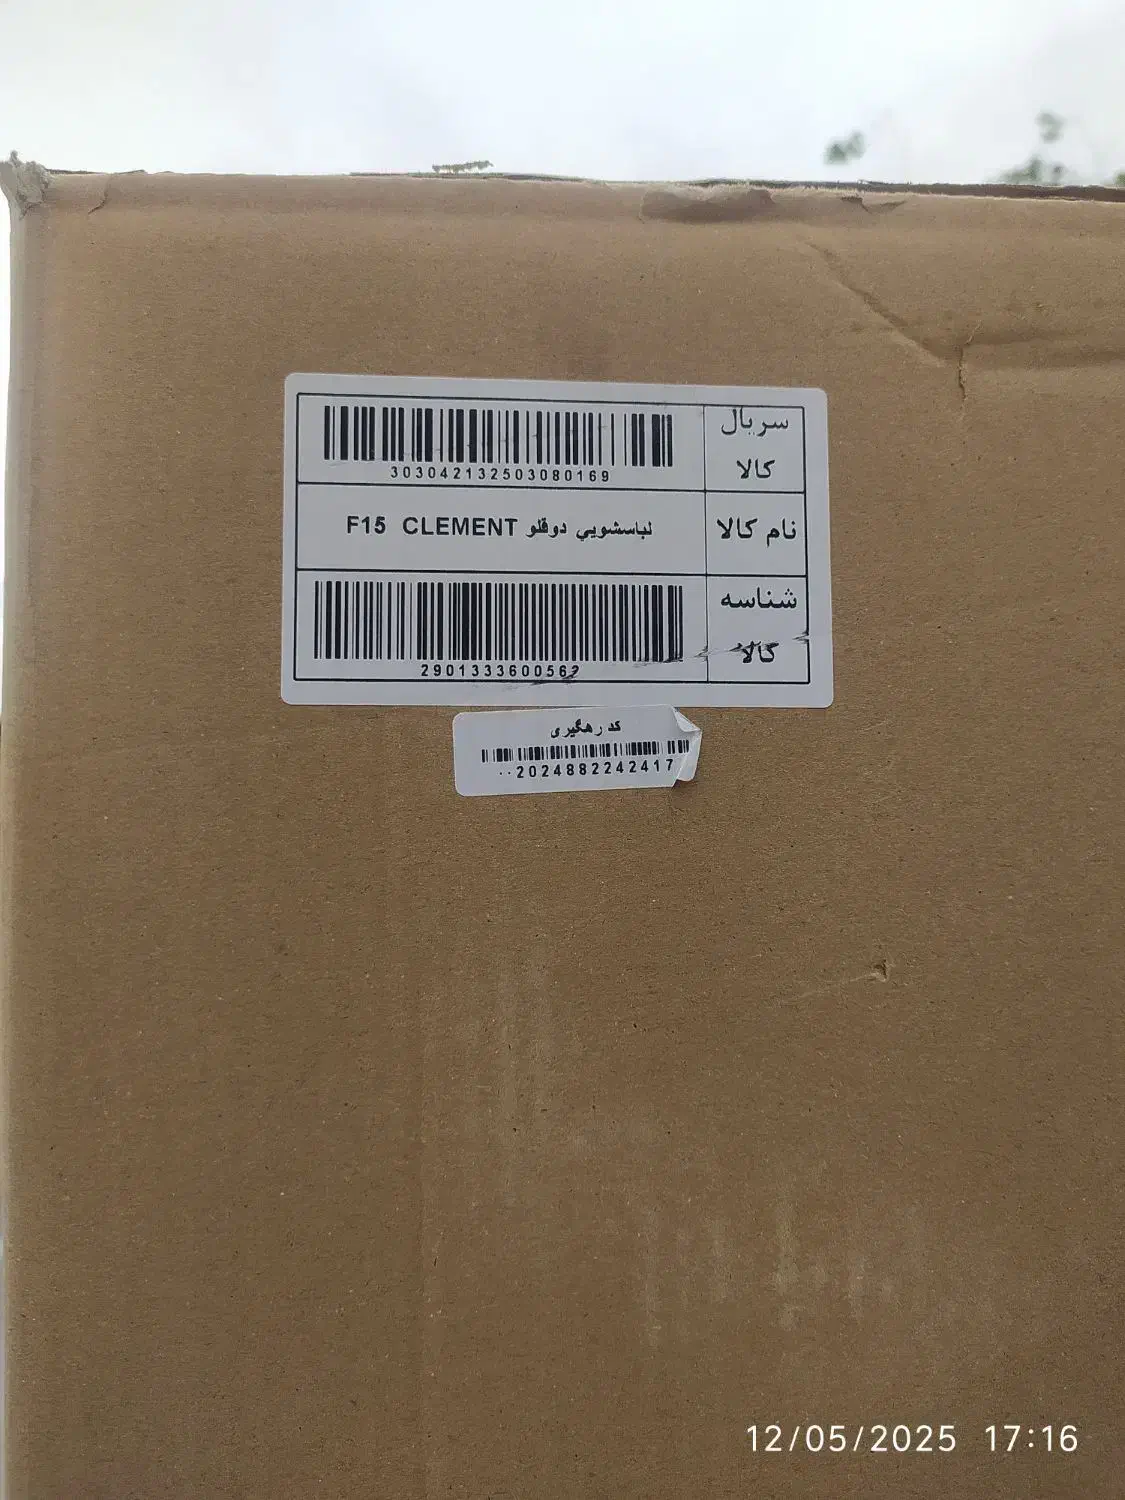 سریال
کالا
303042132503080169
نام کالا
لباسشويي دوقلو F15 CLEMENT
شناسه
کالا
2901333600562
کد رهگیری
2024882242417
12/05/2025 17:16